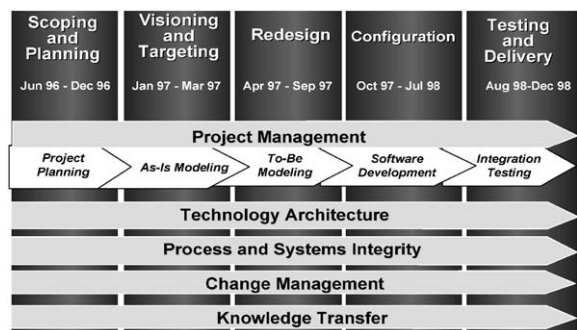 Scoping
and
Planning
Jun 96 - Dec 96
Visioning
and
Targeting
Jan 97 - Mar 97
Redesign
Apr 97 - Sep 97
Configuration
Oct 97 - Jul 98
Testing
and
Delivery
Aug 98-Dec 98
Project Management
Project
Planning
As-Is Modeling
To-Be
Modeling
Software
Development
Integration
Testing
Technology Architecture
Process and Systems Integrity
Change Management
Knowledge Transfer